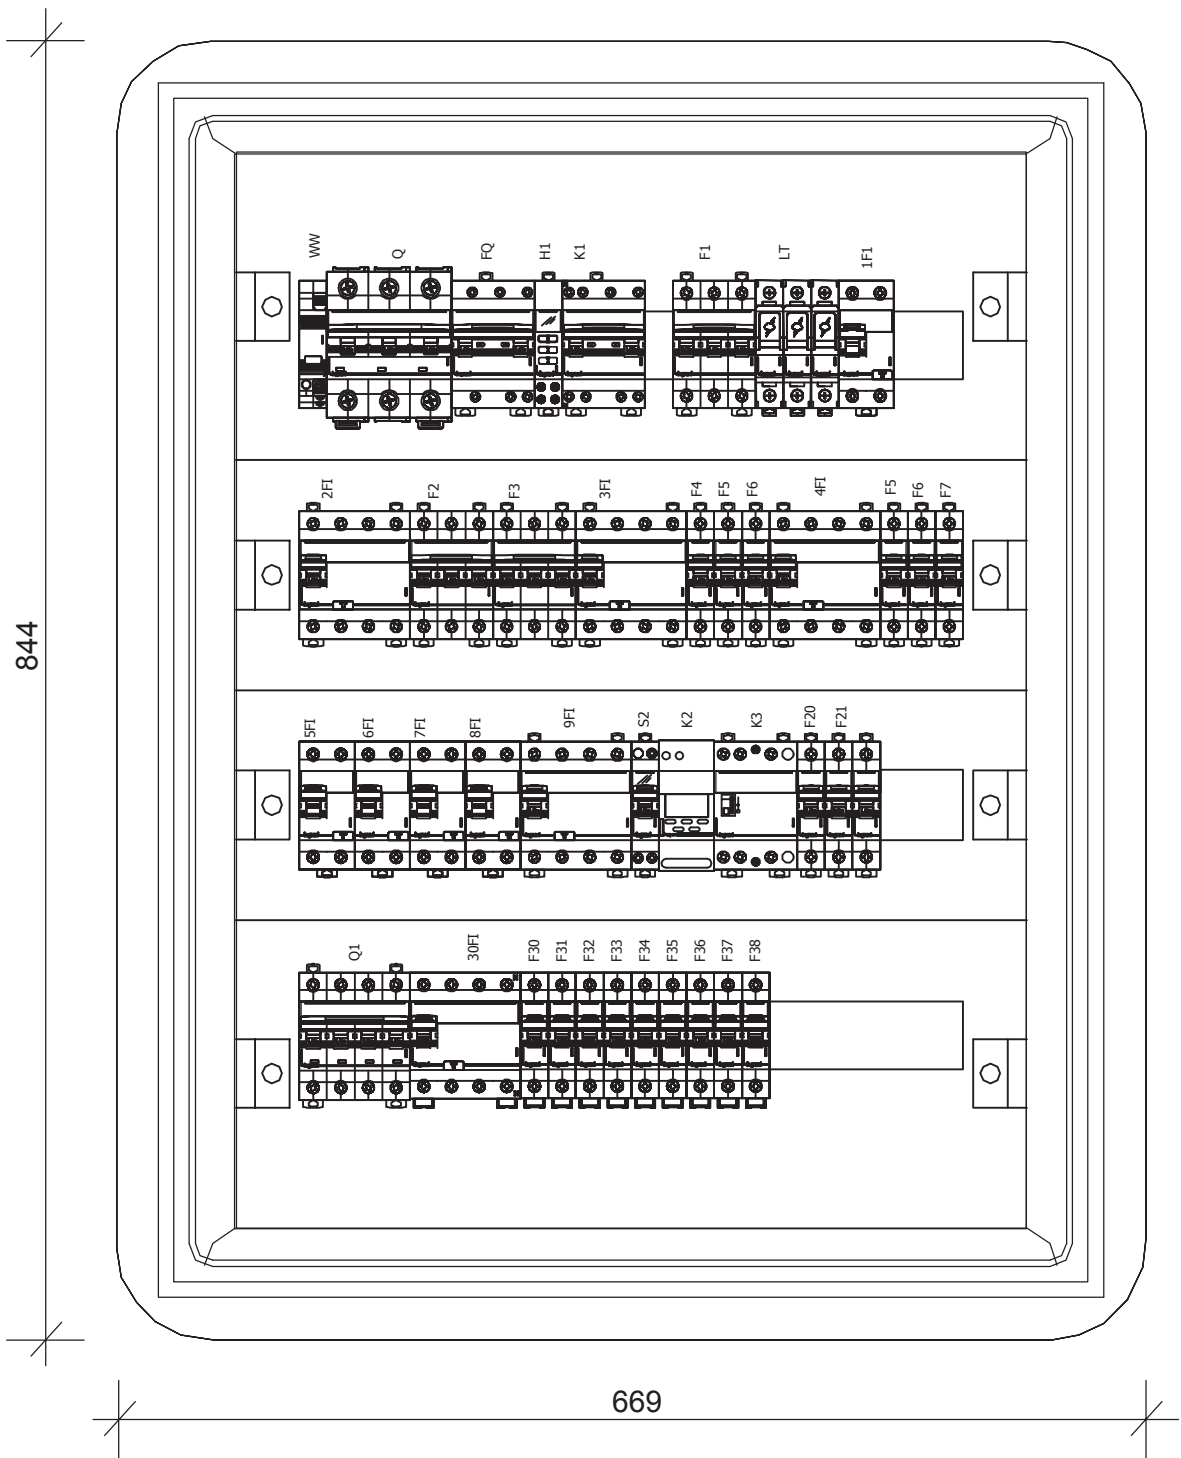 WW Q FQ H1 K1 F1 LT 1F1
2FI F2 F3 3FI F4 F5 F6 4FI F5 F6 F7
844
5FI 6FI 7FI 8FI 9FI S2 K2 K3 F20 F21
Q1 30FI F30 F31 F32 F33 F34 F35 F36 F37 F38
669